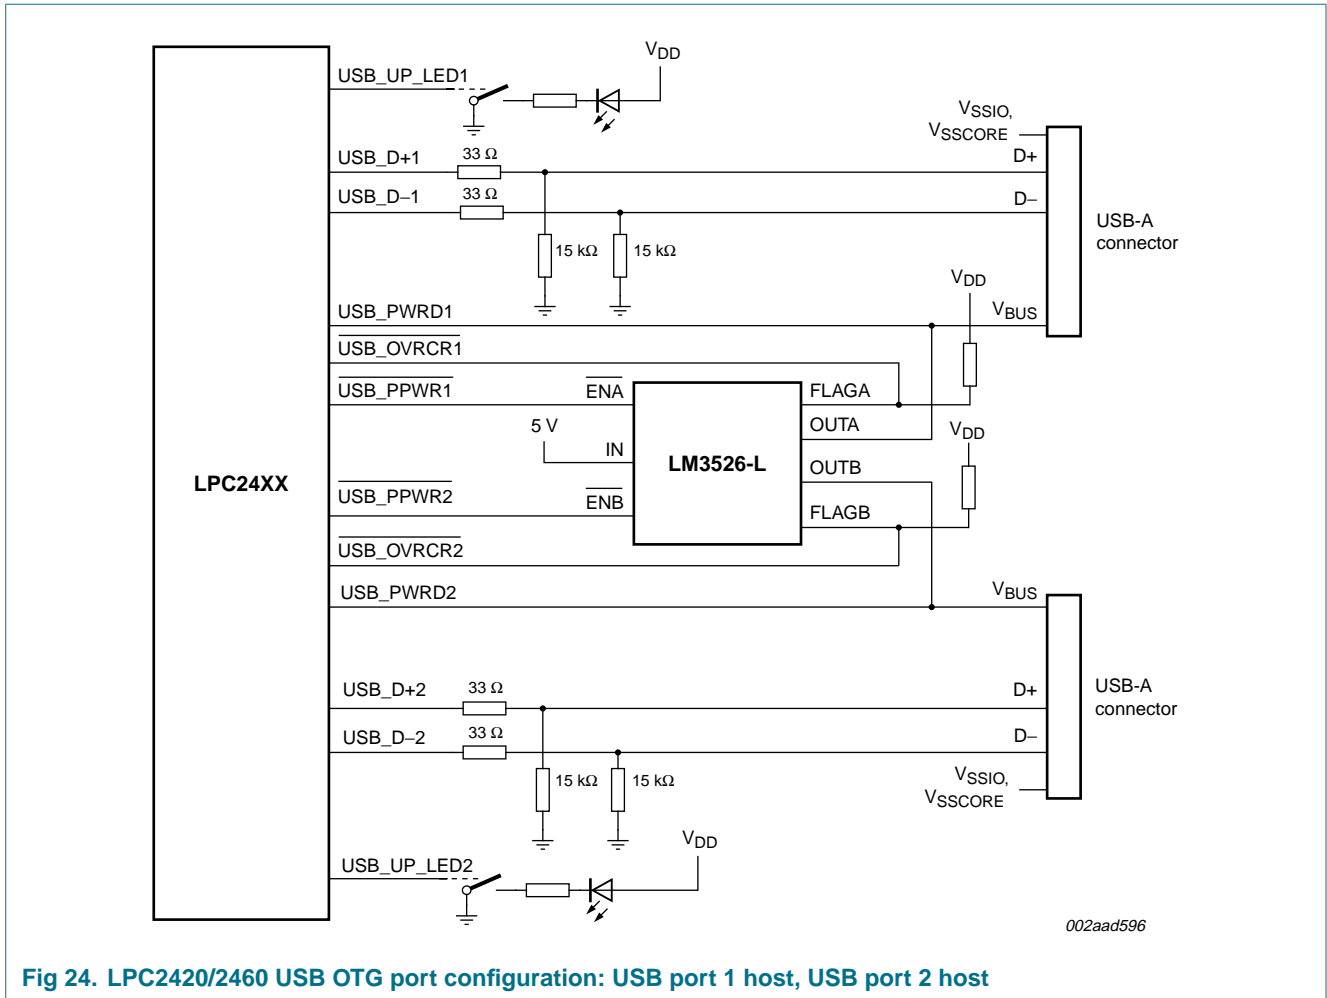 USB_UP_LED1
VDD
VSSIO,
VSSCORE
USB_D+1
33 Ω
D+
USB_D−1
33 Ω
D−
USB-A
connector
15 kΩ
15 kΩ
VDD
USB_PWRD1
VBUS
USB_OVRCR1
USB_PPWR1
ENA
FLAGA
5 V
OUTA
VDD
IN
LM3526-L
OUTB
LPC24XX
USB_PPWR2
ENB
FLAGB
USB_OVRCR2
USB_PWRD2
VBUS
USB_D+2
33 Ω
D+
USB-A
connector
USB_D−2
33 Ω
D−
15 kΩ
15 kΩ
VSSIO,
VSSCORE
VDD
USB_UP_LED2
002aad596
Fig 24. LPC2420/2460 USB OTG port configuration: USB port 1 host, USB port 2 host